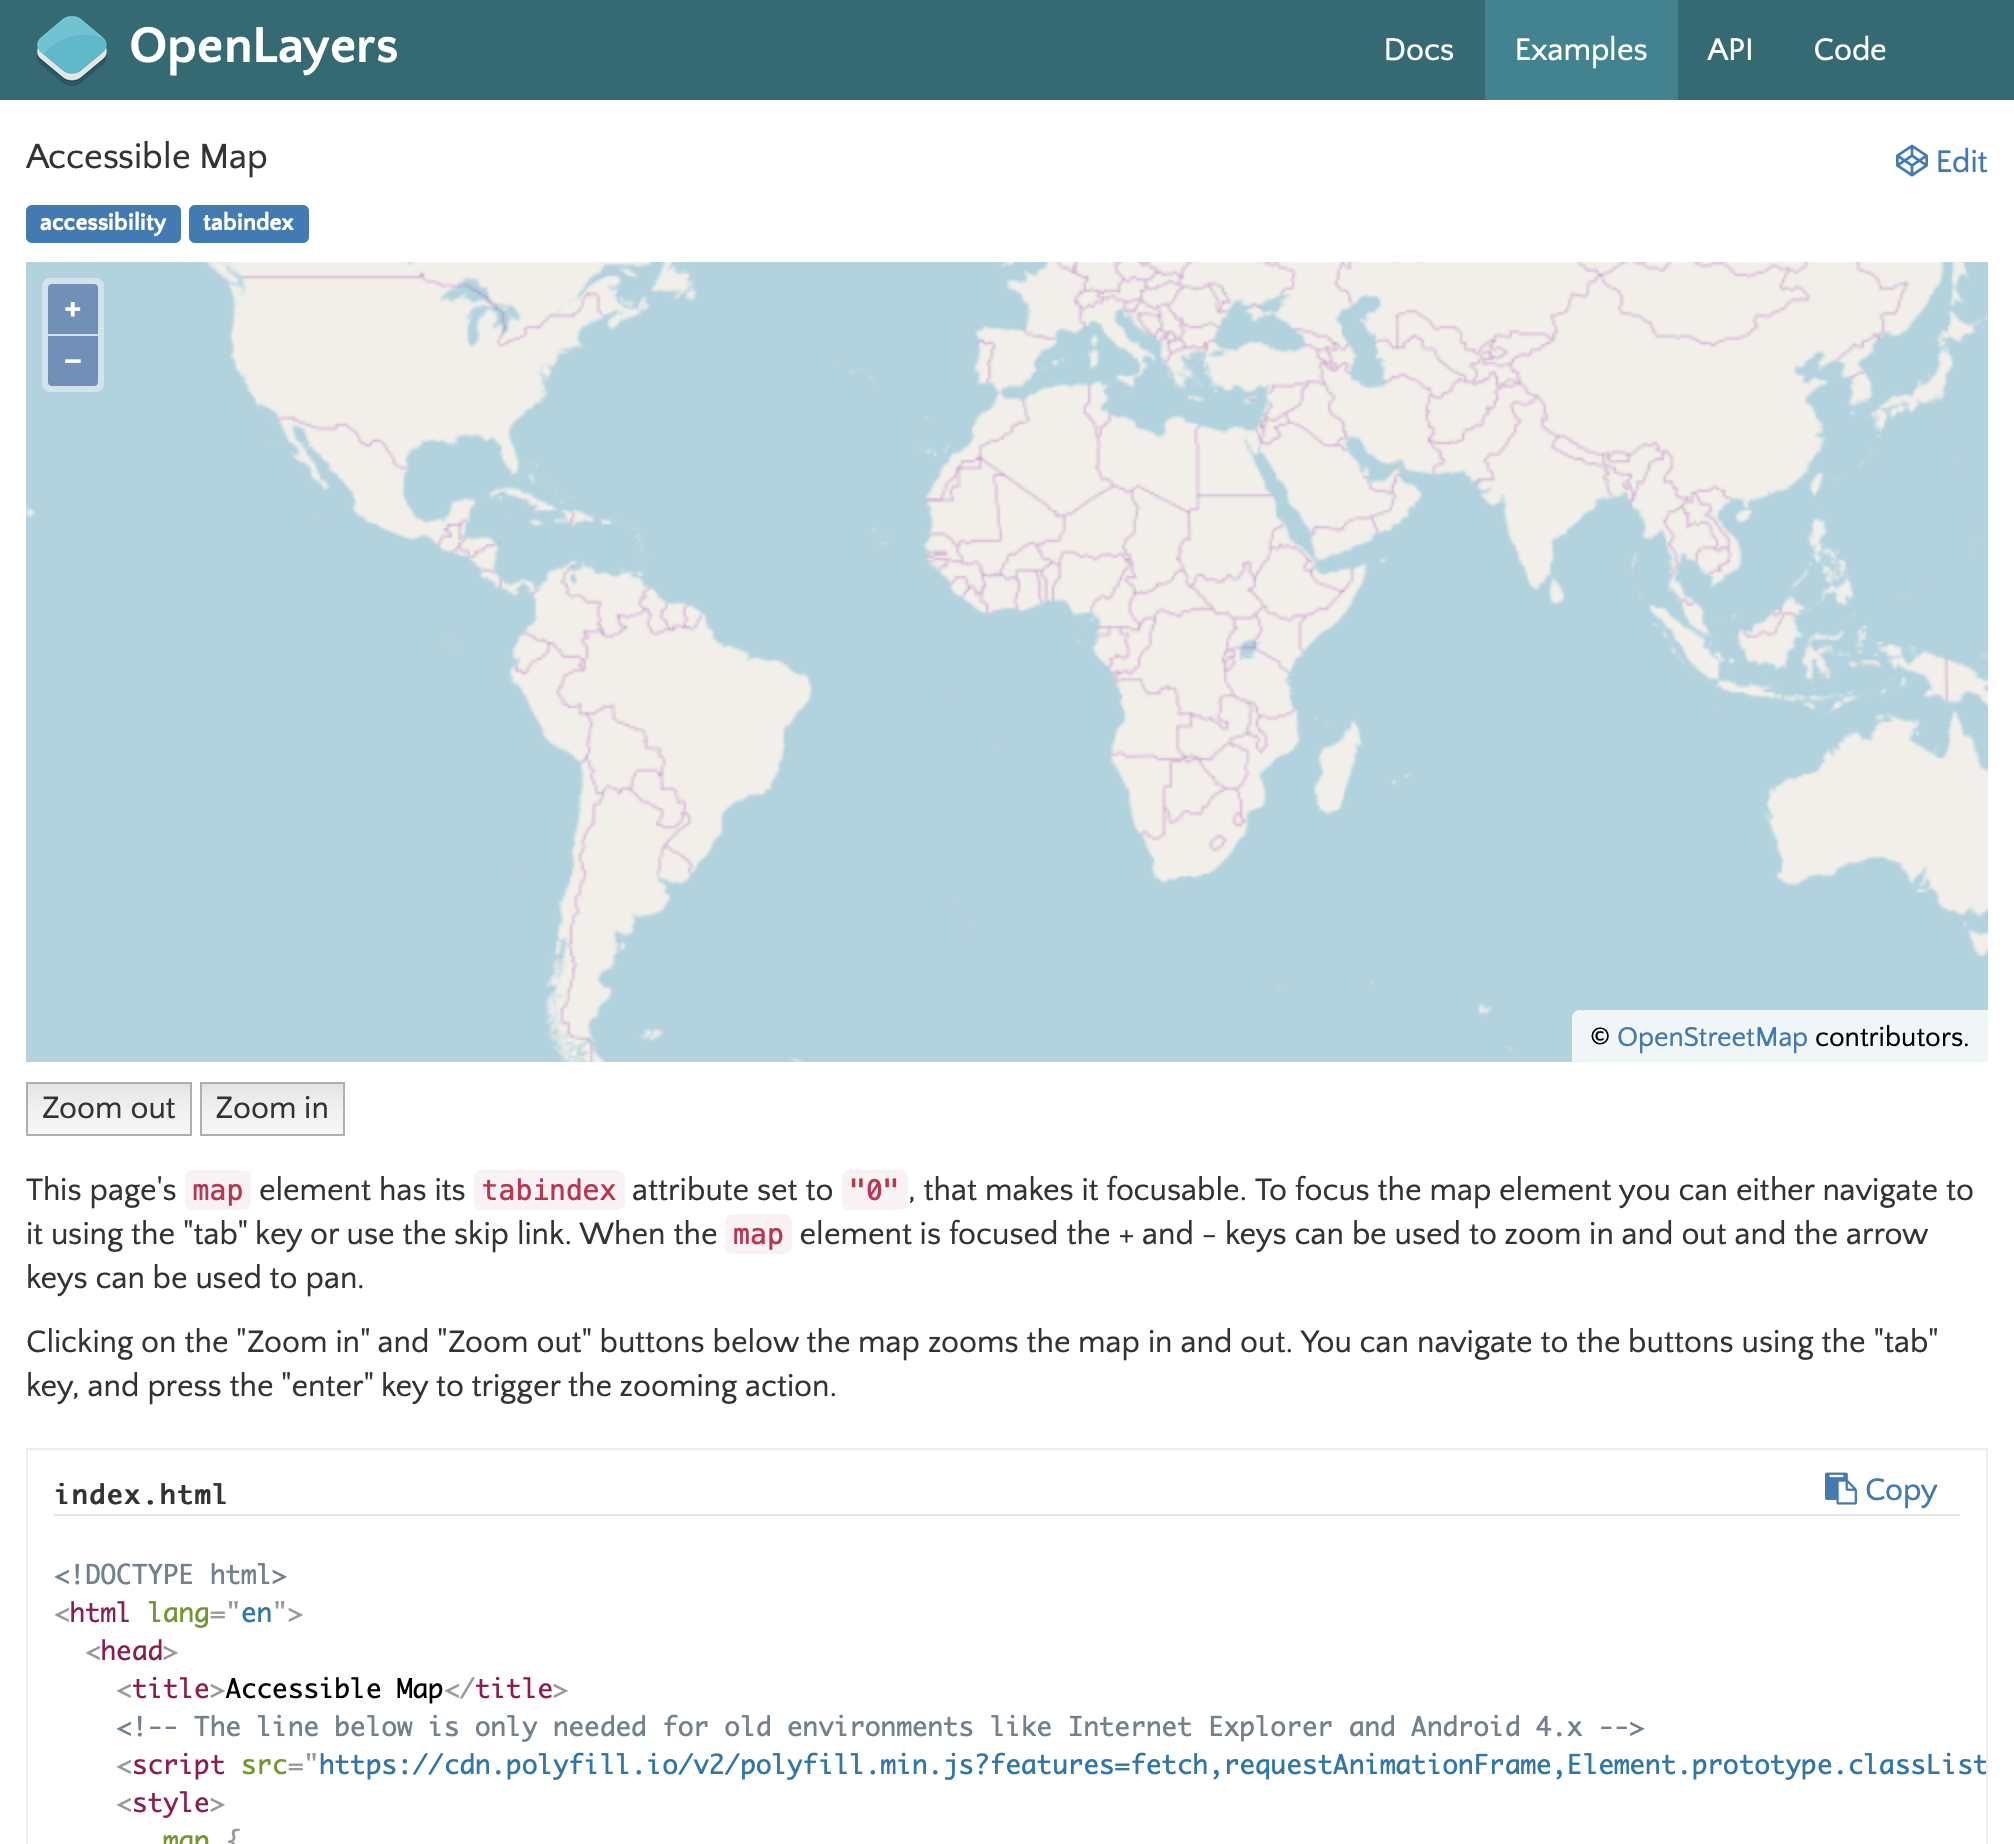 OpenLayers
Docs
Examples
API
Code
Accessible Map
Edit
accessibility
tabindex
+
−
© OpenStreetMap contributors.
Zoom out
Zoom in
This page's map element has its tabindex attribute set to "0", that makes it focusable. To focus the map element you can either navigate to
it using the "tab" key or use the skip link. When the map element is focused the + and - keys can be used to zoom in and out and the arrow
keys can be used to pan.
Clicking on the "Zoom in" and "Zoom out" buttons below the map zooms the map in and out. You can navigate to the buttons using the "tab"
key, and press the "enter" key to trigger the zooming action.
index.html
Copy
<!DOCTYPE html>
<html lang="en">
<head>
<title>Accessible Map</title>
<!-- The line below is only needed for old environments like Internet Explorer and Android 4.x -->
<script src="https://cdn.polyfill.io/v2/polyfill.min.js?features=fetch,requestAnimationFrame,Element.prototype.classList
<style>
.map {